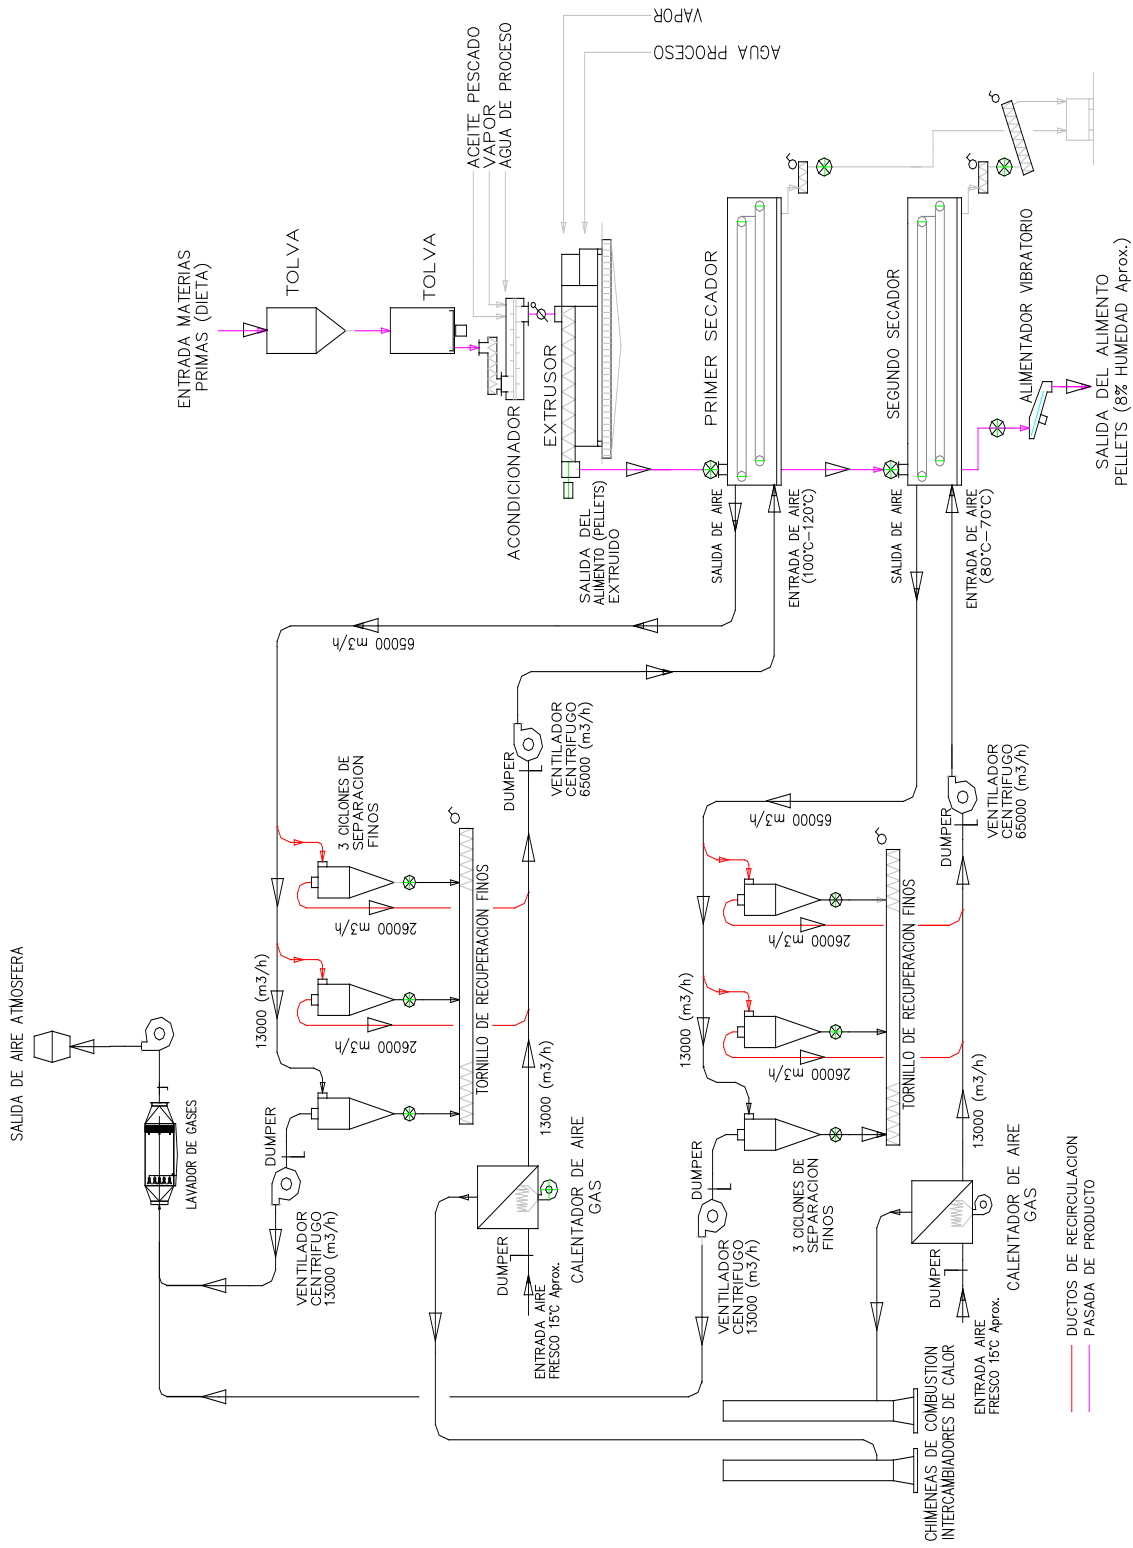 SALIDA DE AIRE ATMOSFERA
LAVADOR DE GASES
ENTRADA MATERIAS
PRIMAS (DIETA)
TOLVA
TOLVA
ACEITE PESCADO
VAPOR
AGUA DE PROCESO
VAPOR
AGUA PROCESO
ACONDICIONADOR
EXTRUSOR
SALIDA DEL
ALIMENTO (PELLETS)
EXTRUIDO
PRIMER SECADOR
SALIDA DE AIRE
ENTRADA DE AIRE
(100°C-120°C)
SEGUNDO SECADOR
SALIDA DE AIRE
ENTRADA DE AIRE
(80°C-70°C)
ALIMENTADOR VIBRATORIO
SALIDA DEL ALIMENTO
PELLETS (8% HUMEDAD Aprox.)
65000 m3/h
3 CICLONES DE
SEPARACION
FINOS
26000 m3/h
26000 m3/h
13000 (m3/h)
TORNILLO DE RECUPERACION FINOS
DUMPER
VENTILADOR
CENTRIFUGO
65000 (m3/h)
13000 (m3/h)
DUMPER
VENTILADOR
CENTRIFUGO
13000 (m3/h)
CALENTADOR DE AIRE
GAS
DUMPER
ENTRADA AIRE
FRESCO 15°C Aprox.
65000 m3/h
26000 m3/h
26000 m3/h
13000 (m3/h)
TORNILLO DE RECUPERACION FINOS
DUMPER
VENTILADOR
CENTRIFUGO
65000 (m3/h)
13000 (m3/h)
3 CICLONES DE
SEPARACION
FINOS
DUMPER
VENTILADOR
CENTRIFUGO
13000 (m3/h)
CALENTADOR DE AIRE
GAS
DUMPER
ENTRADA AIRE
FRESCO 15°C Aprox.
CHIMENEAS DE COMBUSTION
INTERCAMBIADORES DE CALOR
DUCTOS DE RECIRCULACION
PASADA DE PRODUCTO